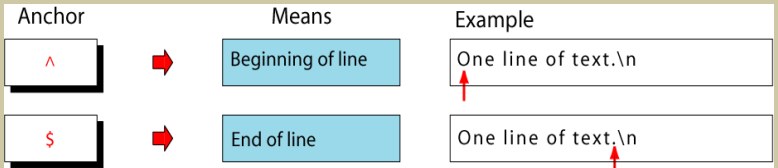 Anchor Means Example
^ Beginning of line One line of text.\n
$ End of line One line of text.\n